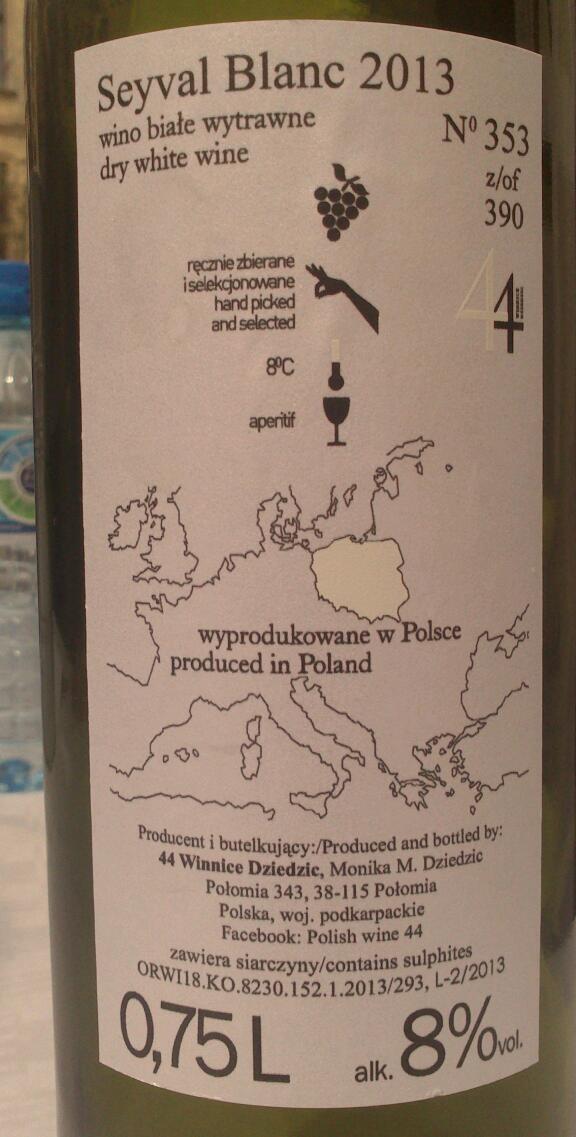 Seyval Blanc 2013
wino białe wytrawne
dry white wine
Nº 353
z/of
390
ręcznie zbierane
i selekcjonowane
hand picked
and selected
44
8ºC
aperitif
wyprodukowane w Polsce
produced in Poland
Producent i butelkujący:/Produced and bottled by:
44 Winnice Dziedzic, Monika M. Dziedzic
Połomia 343, 38-115 Połomia
Polska, woj. podkarpackie
Facebook: Polish wine 44
zawiera siarczyny/contains sulphites
ORWI18.KO.8230.152.1.2013/293, L-2/2013
0,75 L
alk. 8% vol.